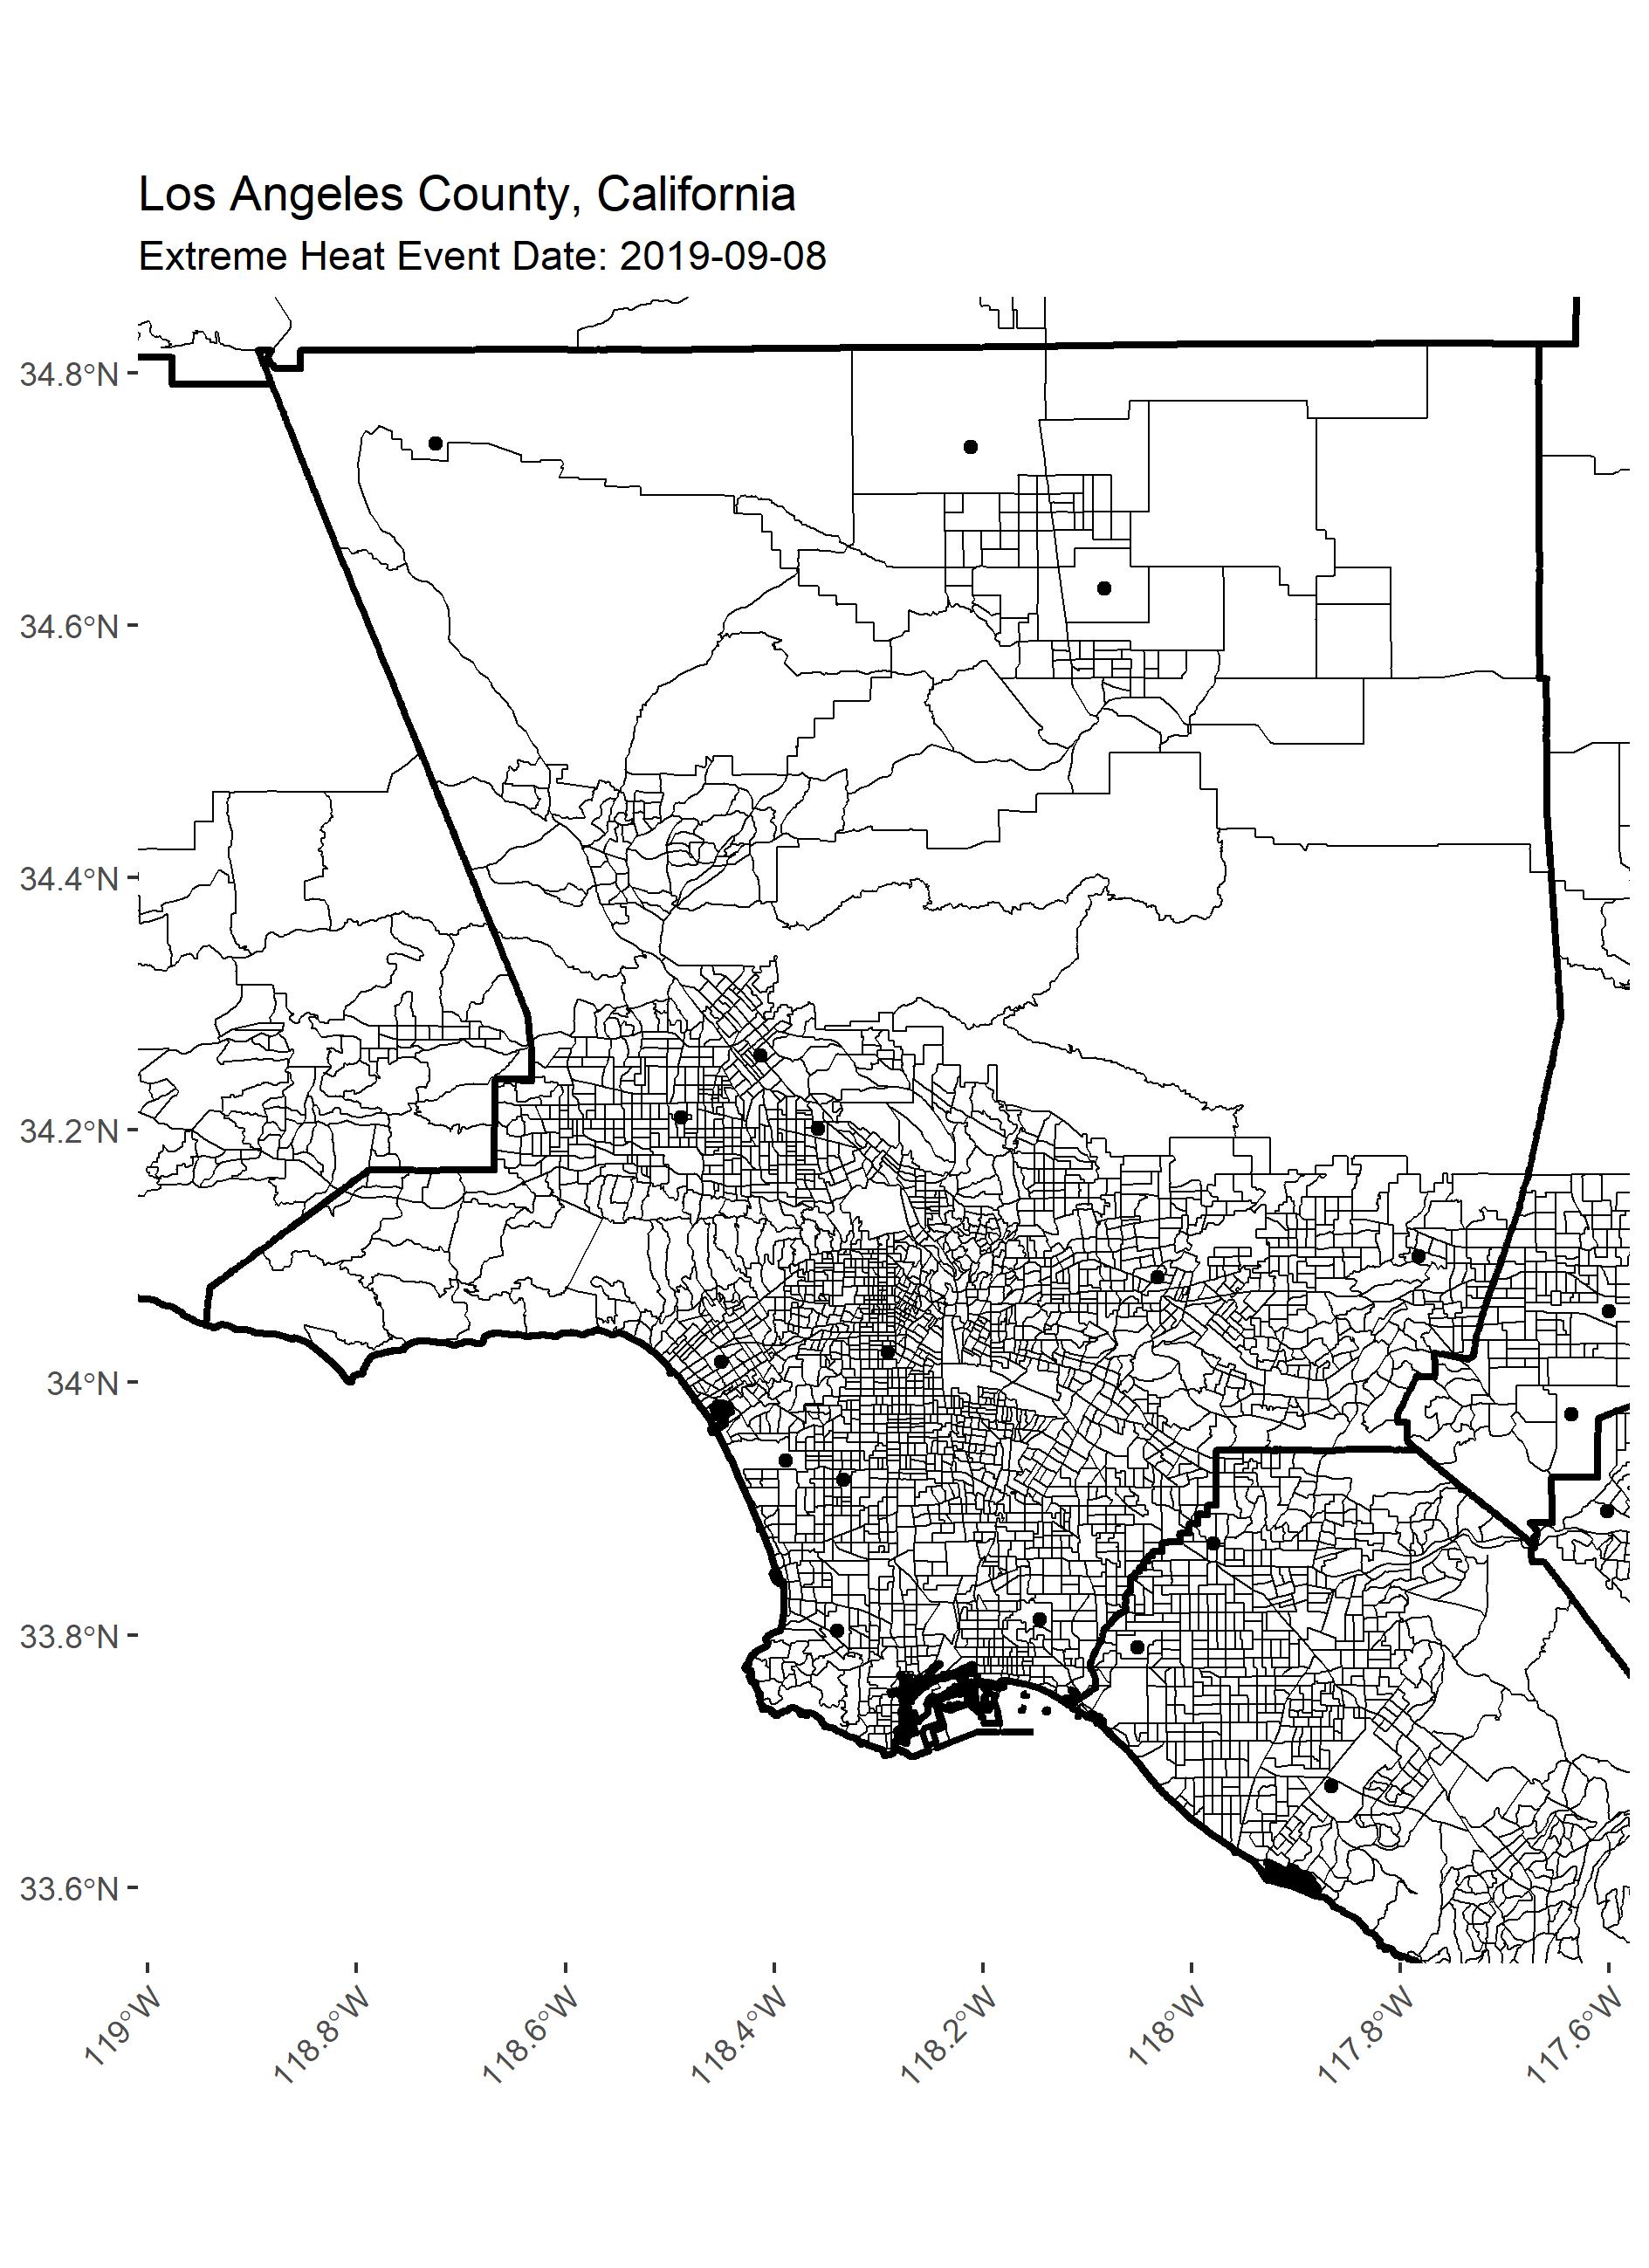 Los Angeles County, California
Extreme Heat Event Date: 2019-09-08
34.8°N
34.6°N
34.4°N
34.2°N
34°N
33.8°N
33.6°N
119°W
118.8°W
118.6°W
118.4°W
118.2°W
118°W
117.8°W
117.6°W